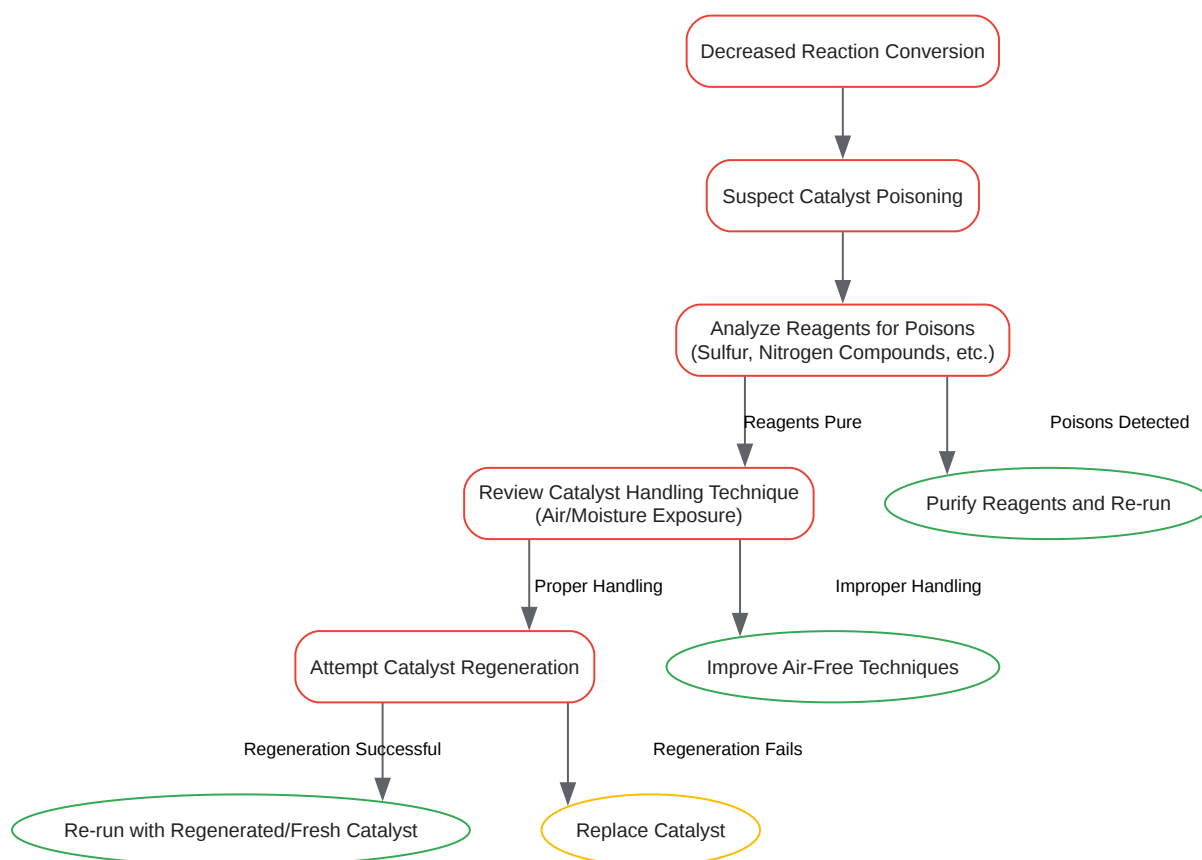 Decreased Reaction Conversion
Suspect Catalyst Poisoning
Analyze Reagents for Poisons
(Sulfur, Nitrogen Compounds, etc.)
Reagents Pure
Poisons Detected
Review Catalyst Handling Technique
(Air/Moisture Exposure)
Purify Reagents and Re-run
Proper Handling
Improper Handling
Attempt Catalyst Regeneration
Improve Air-Free Techniques
Regeneration Successful
Regeneration Fails
Re-run with Regenerated/Fresh Catalyst
Replace Catalyst